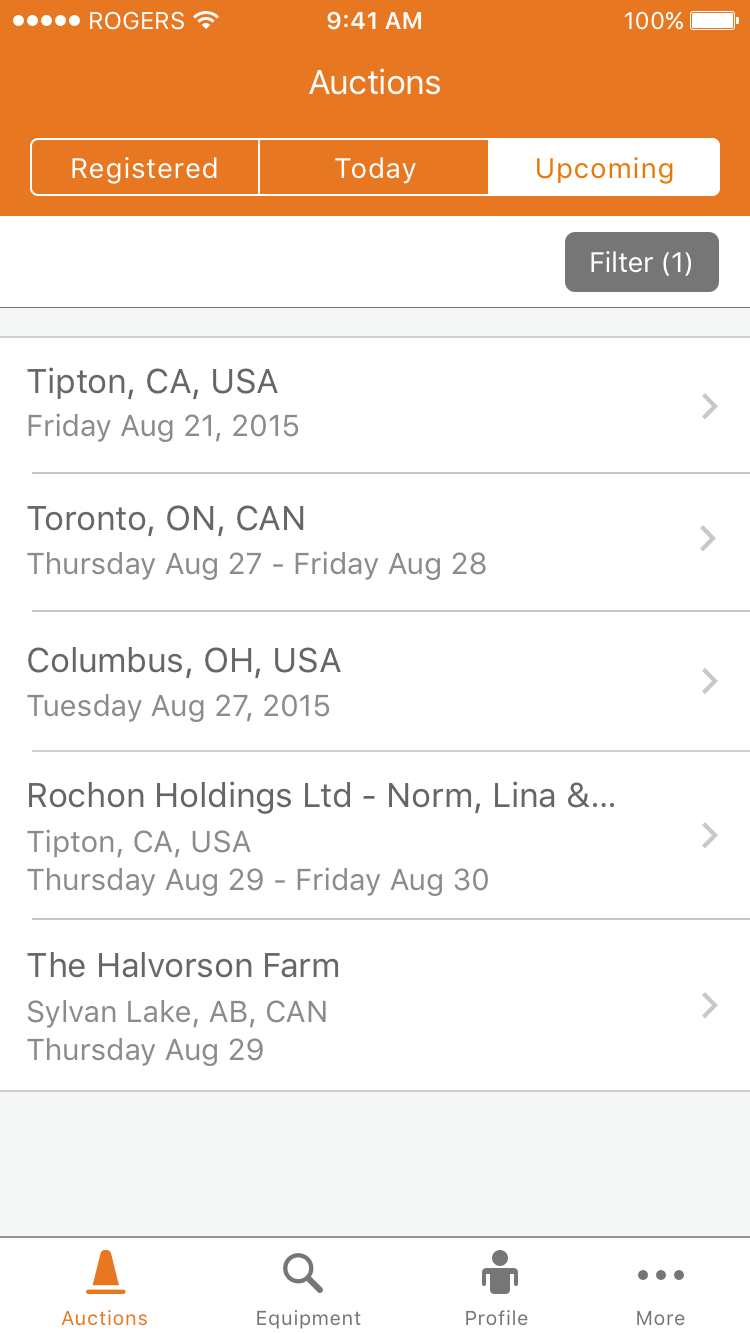 ROGERS 9:41 AM 100%
Auctions
Registered Today Upcoming
Filter (1)
Tipton, CA, USA
Friday Aug 21, 2015
Toronto, ON, CAN
Thursday Aug 27 - Friday Aug 28
Columbus, OH, USA
Tuesday Aug 27, 2015
Rochon Holdings Ltd - Norm, Lina &...
Tipton, CA, USA
Thursday Aug 29 - Friday Aug 30
The Halvorson Farm
Sylvan Lake, AB, CAN
Thursday Aug 29
Auctions Equipment Profile More